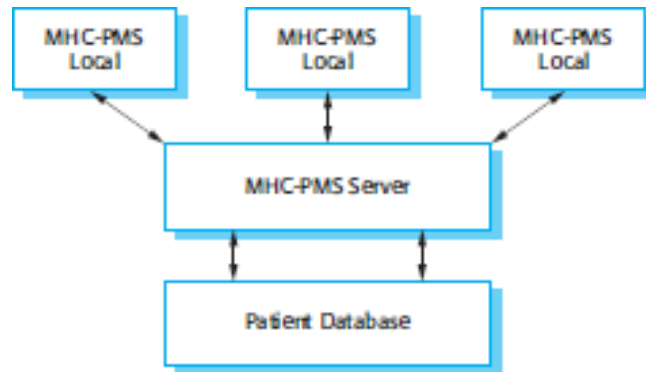 MHC-PMS
Local
MHC-PMS
Local
MHC-PMS
Local
MHC-PMS Server
Patient Database